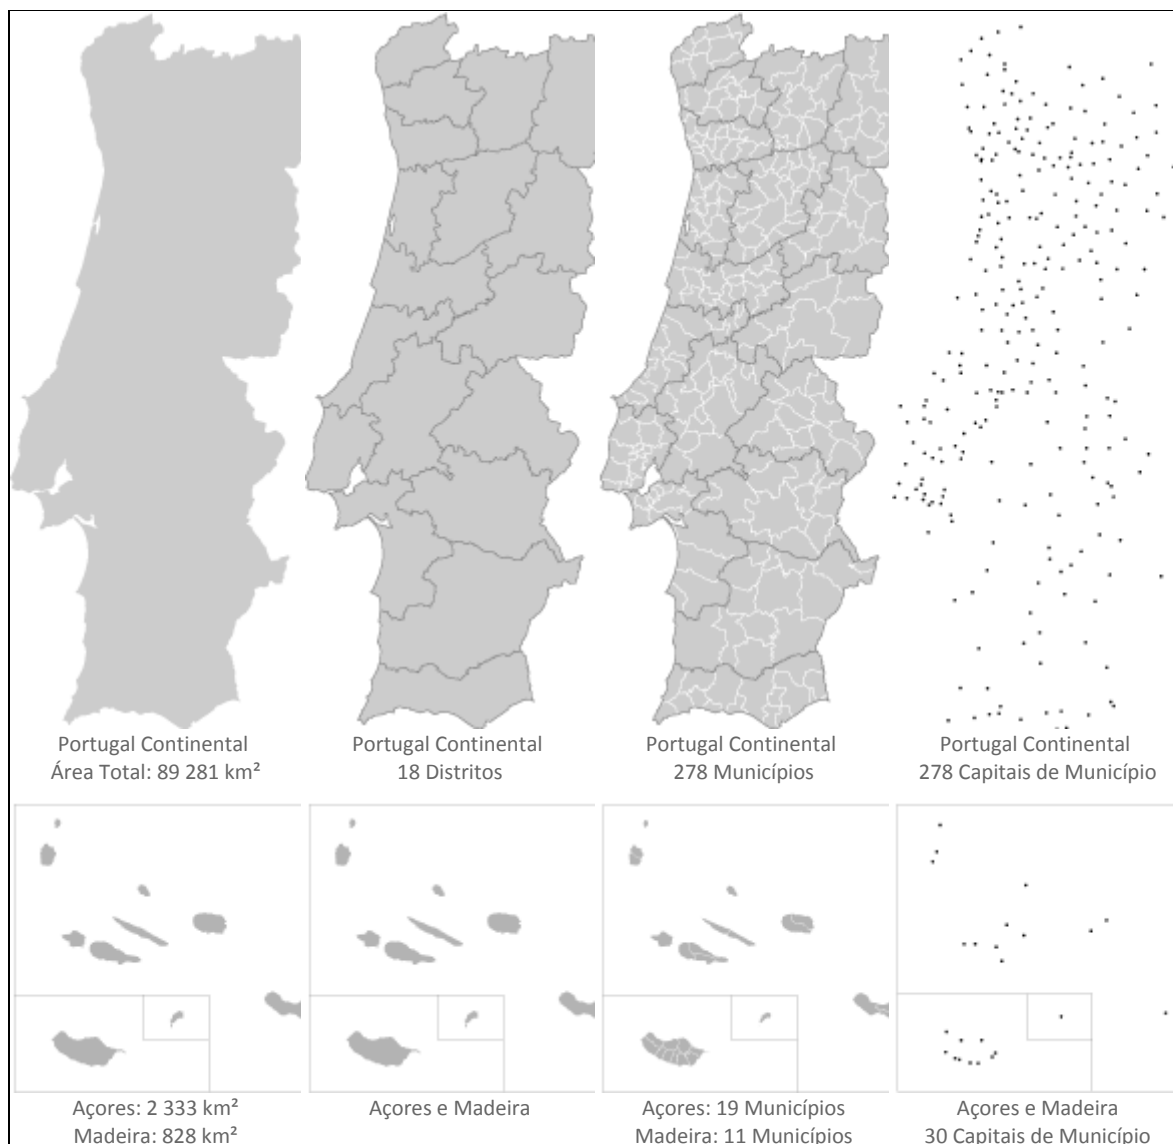 Portugal Continental
Área Total: 89 281 km²
Portugal Continental
18 Distritos
Portugal Continental
278 Municípios
Portugal Continental
278 Capitais de Município
Açores: 2 333 km²
Madeira: 828 km²
Açores e Madeira
Açores: 19 Municípios
Madeira: 11 Municípios
Açores e Madeira
30 Capitais de Município